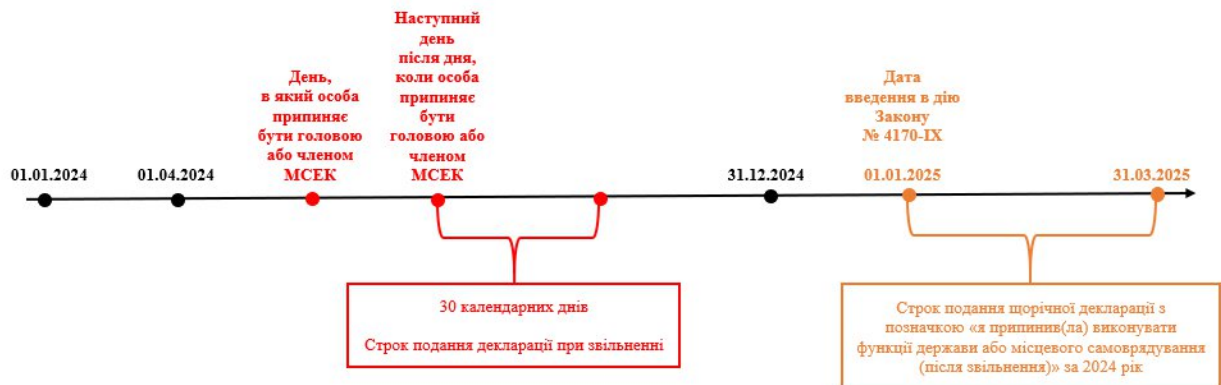 День,
в який особа
припиняє
бути головою
або членом
МСЕК
Наступний
день
після дня,
коли особа
припиняє
бути
головою або
членом
МСЕК
Дата
введення в дію
Закону
№ 4170-IX
01.01.2024
01.04.2024
31.12.2024
01.01.2025
31.03.2025
30 календарних днів
Строк подання декларації при звільненні
Строк подання щорічної декларації з
позначкою «я припинив(ла) виконувати
функції держави або місцевого самоврядування
(після звільнення)» за 2024 рік